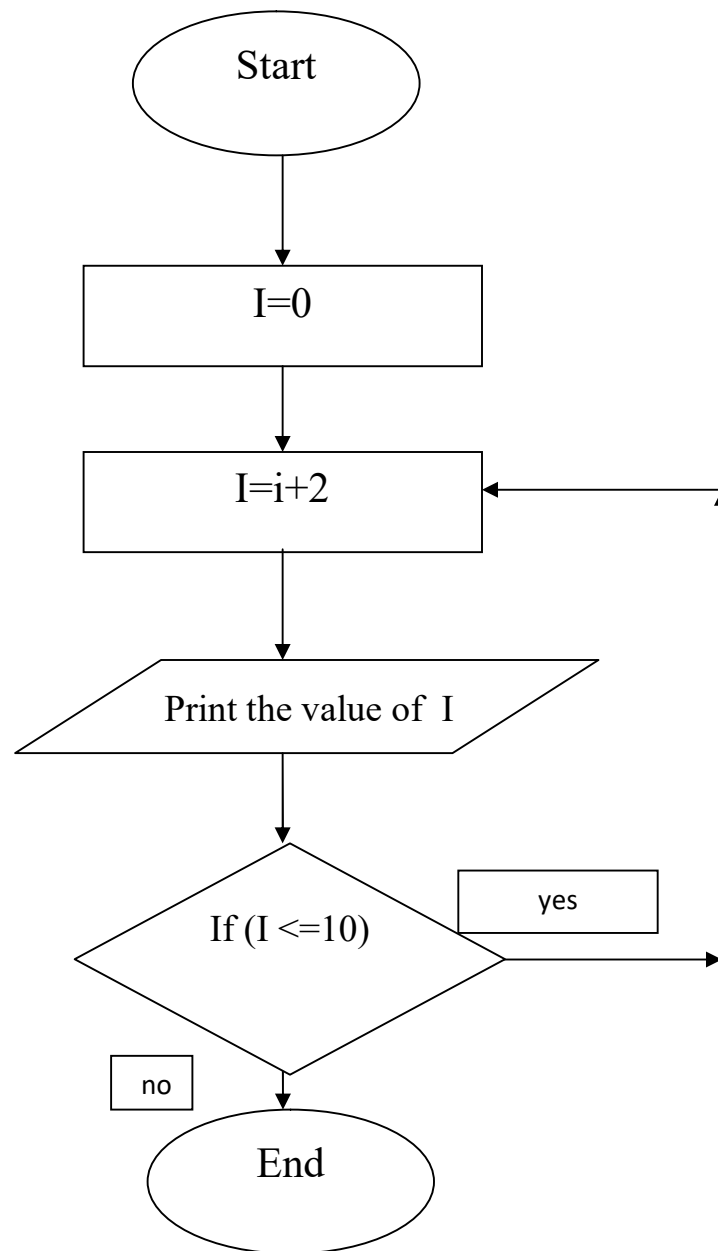 Start
I=0
I=i+2
Print the value of I
If (I <=10)
yes
no
End